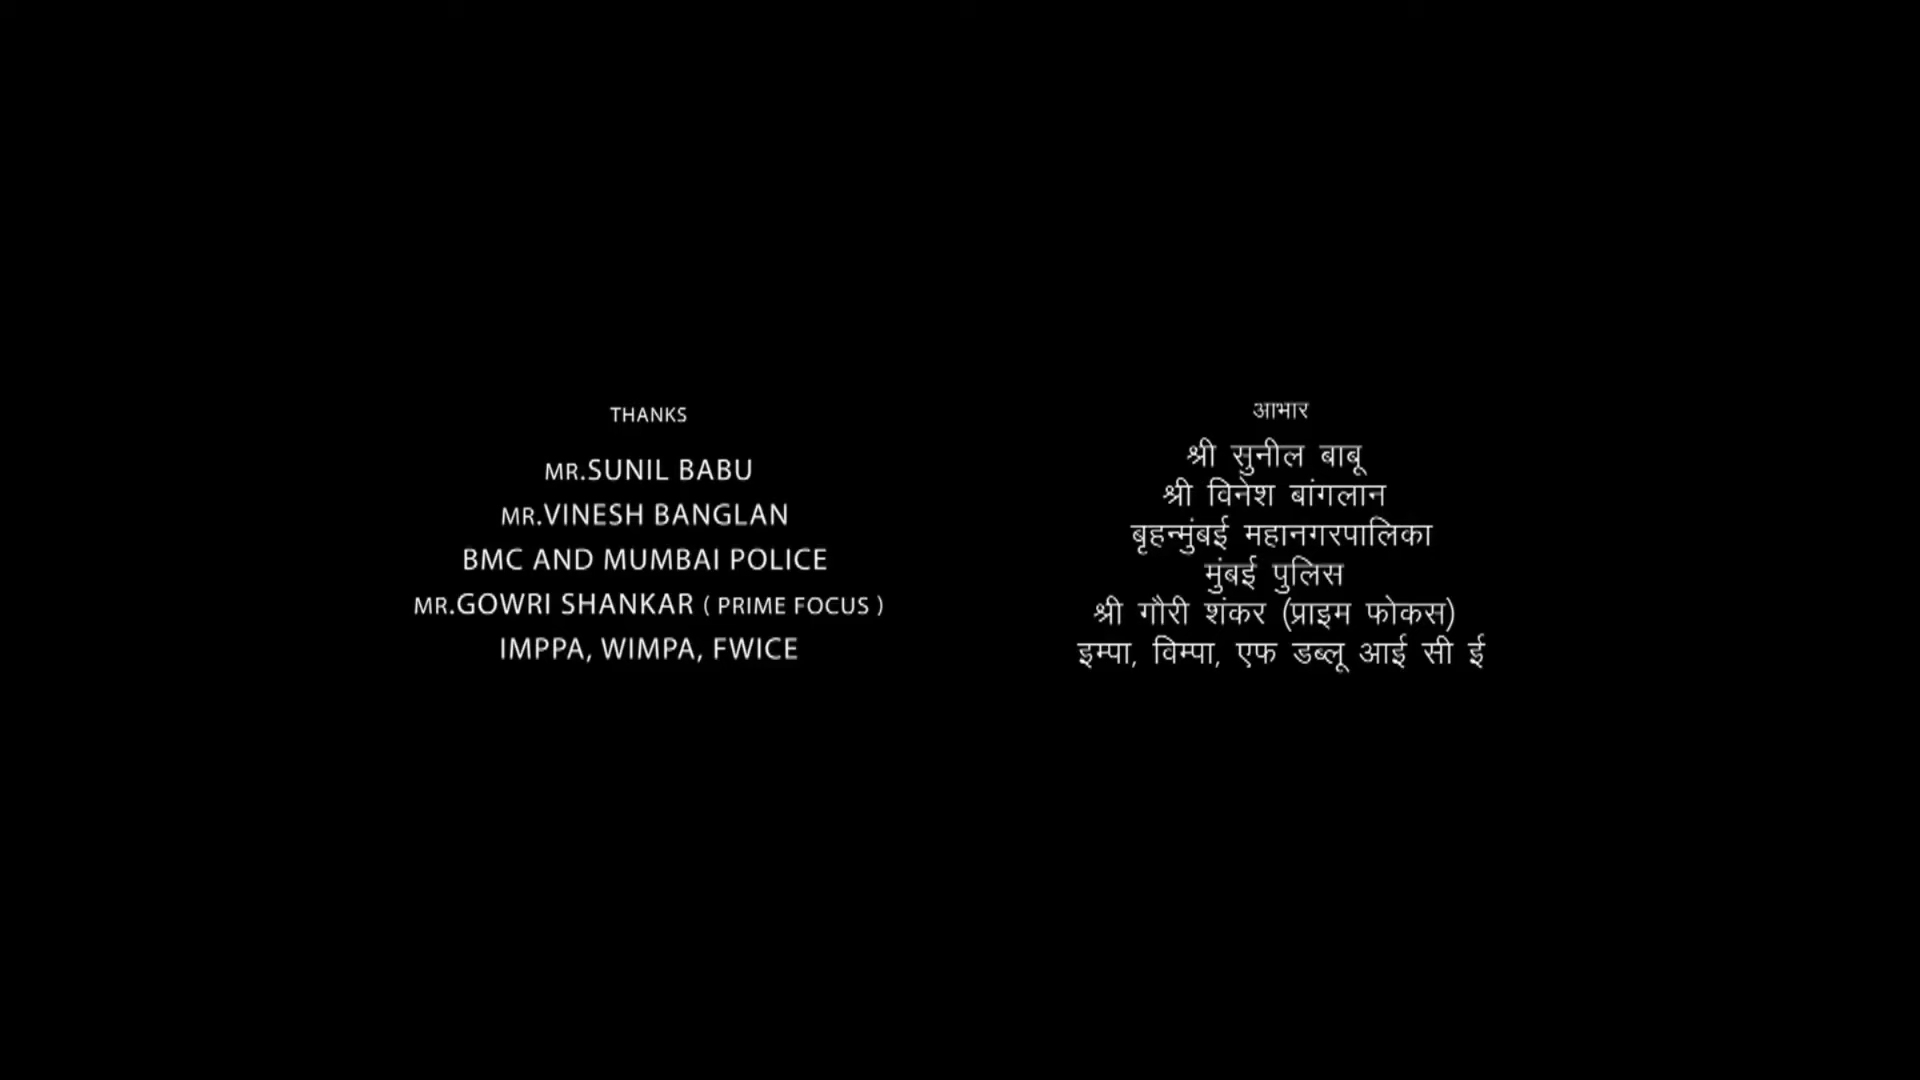 THANKS
MR.SUNIL BABU
MR.VINESH BANGLAN
BMC AND MUMBAI POLICE
MR.GOWRI SHANKAR ( PRIME FOCUS )
IMPPA, WIMPA, FWICE
आभार
श्री सुनील बाबू
श्री विनेश बांगलान
बृहन्मुंबई महानगरपालिका
मुंबई पुलिस
श्री गौरी शंकर (प्राइम फोकस)
इम्पा, विम्पा, एफ डब्लू आई सी ई